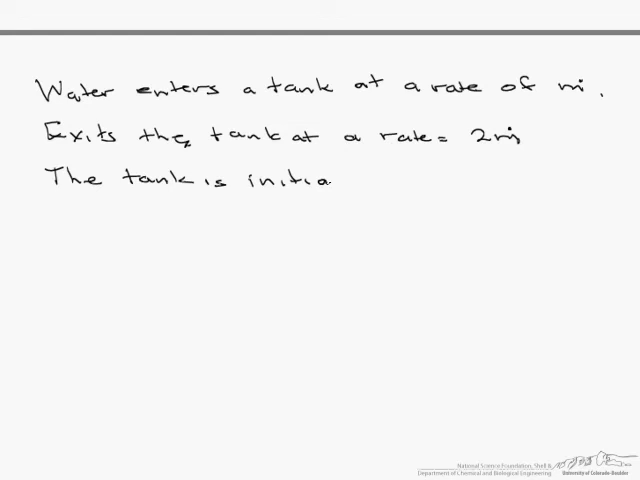 Water enters a tank at a rate of ṁ.
Exits the tank at a rate = 2ṁ
The tank is initia
National Science Foundation, Shell &
Department of Chemical and Biological Engineering
University of Colorado-Boulder